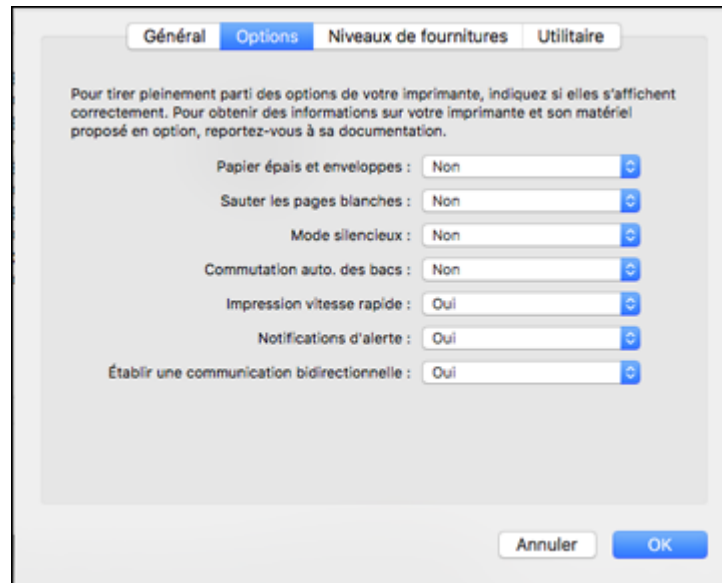 Général Options Niveaux de fournitures Utilitaire
Pour tirer pleinement parti des options de votre imprimante, indiquez si elles s'affichent
correctement. Pour obtenir des informations sur votre imprimante et son matériel
proposé en option, reportez-vous à sa documentation.
Papier épais et enveloppes : Non
Sauter les pages blanches : Non
Mode silencieux : Non
Commutation auto. des bacs : Non
Impression vitesse rapide : Oui
Notifications d'alerte : Oui
Établir une communication bidirectionnelle : Oui
Annuler OK